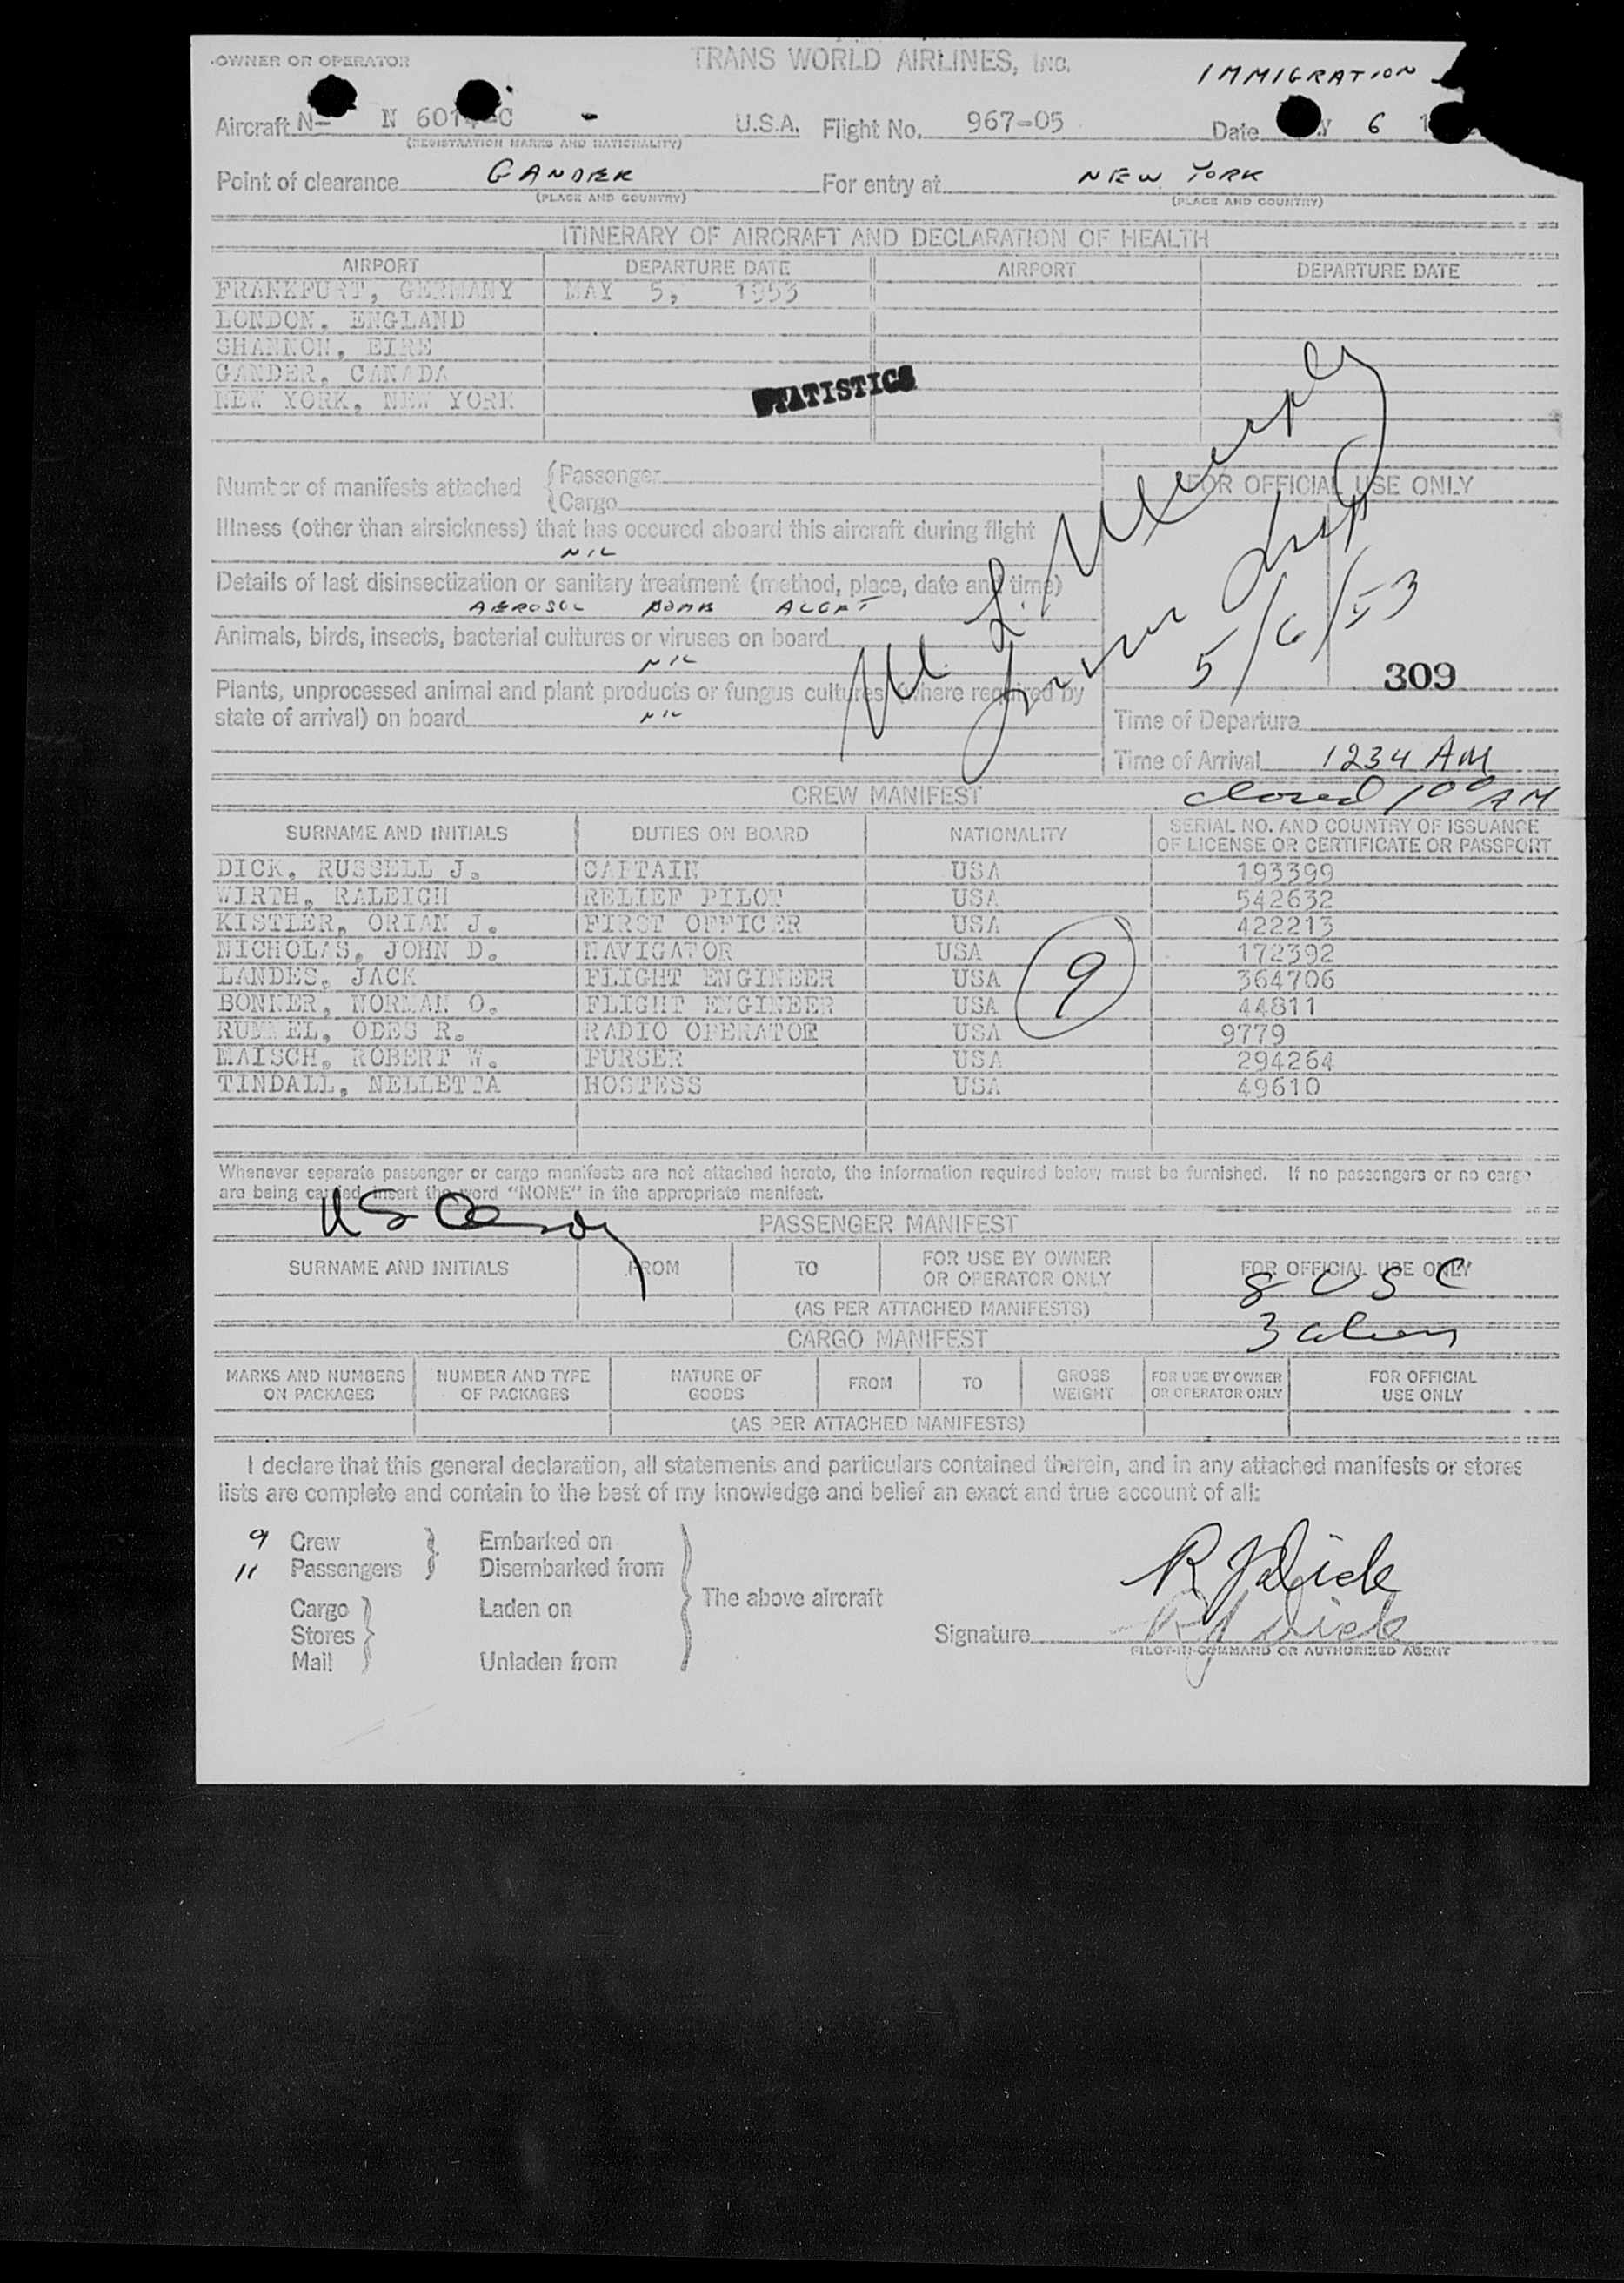 OWNER OR OPERATOR TRANS WORLD AIRLINES, INC. IMMIGRATION
Aircraft N- N U.S.A. Flight No. 967-05 Date 6
(REGISTRATION MARKS AND NATIONALITY)
Point of clearance GANDER For entry at NEW YORK
(PLACE AND COUNTRY) (PLACE AND COUNTRY)
ITINERARY OF AIRCRAFT AND DECLARATION OF HEALTH
AIRPORT DEPARTURE DATE AIRPORT DEPARTURE DATE
FRANKFURT, GERMANY MAY 5, 1953
LONDON, ENGLAND
SHANNON, EIRE
GANDER, CANADA
NEW YORK, NEW YORK
STATISTICS
Number of manifests attached (Passenger
(Cargo
FOR OFFICIAL USE ONLY
Illness (other than airsickness) that has occured aboard this aircraft during flight
NIL
Details of last disinsectization or sanitary treatment (method, place, date and time)
AEROSOL BOMB
Animals, birds, insects, bacterial cultures or viruses on board
NIL
Plants, unprocessed animal and plant products or fungus cultures (where required by
state of arrival) on board NIL
5/6/53
309
Time of Departure
Time of Arrival 1234 AM
closed 1 00 AM
CREW MANIFEST
SURNAME AND INITIALS DUTIES ON BOARD NATIONALITY SERIAL NO. AND COUNTRY OF ISSUANCE OF LICENSE OR CERTIFICATE OR PASSPORT
DICK, RUSSELL J. CAPTAIN USA 193399
WIRTH, RALEIGH RELIEF PILOT USA 542632
KISTLER, ORIAN J. FIRST OFFICER USA 422213
NICHOLAS, JOHN D. NAVIGATOR USA 172392
LANDES, JACK FLIGHT ENGINEER USA 364706
BONNER, NORMAN O. FLIGHT ENGINEER USA 44811
RUMMEL, ODES R. RADIO OPERATOR USA 9779
MAISCH, ROBERT W. PURSER USA 294264
TINDALL, NELLETTA HOSTESS USA 49610
9
Whenever separate passenger or cargo manifests are not attached hereto, the information required below must be furnished. If no passengers or no cargo
are being carried, insert the word "NONE" in the appropriate manifest.
PASSENGER MANIFEST
SURNAME AND INITIALS FROM TO FOR USE BY OWNER OR OPERATOR ONLY FOR OFFICIAL USE ONLY
8 USC
(AS PER ATTACHED MANIFESTS)
3 aliens
CARGO MANIFEST
MARKS AND NUMBERS ON PACKAGES NUMBER AND TYPE OF PACKAGES NATURE OF GOODS FROM TO GROSS WEIGHT FOR USE BY OWNER OR OPERATOR ONLY FOR OFFICIAL USE ONLY
(AS PER ATTACHED MANIFESTS)
I declare that this general declaration, all statements and particulars contained therein, and in any attached manifests or stores
lists are complete and contain to the best of my knowledge and belief an exact and true account of all:
9 Crew Embarked on
11 Passengers Disembarked from
The above aircraft
Cargo Laden on
Stores
Mail Unladen from
R J Dick
Signature R J Dick
PILOT-IN-COMMAND OR AUTHORIZED AGENT